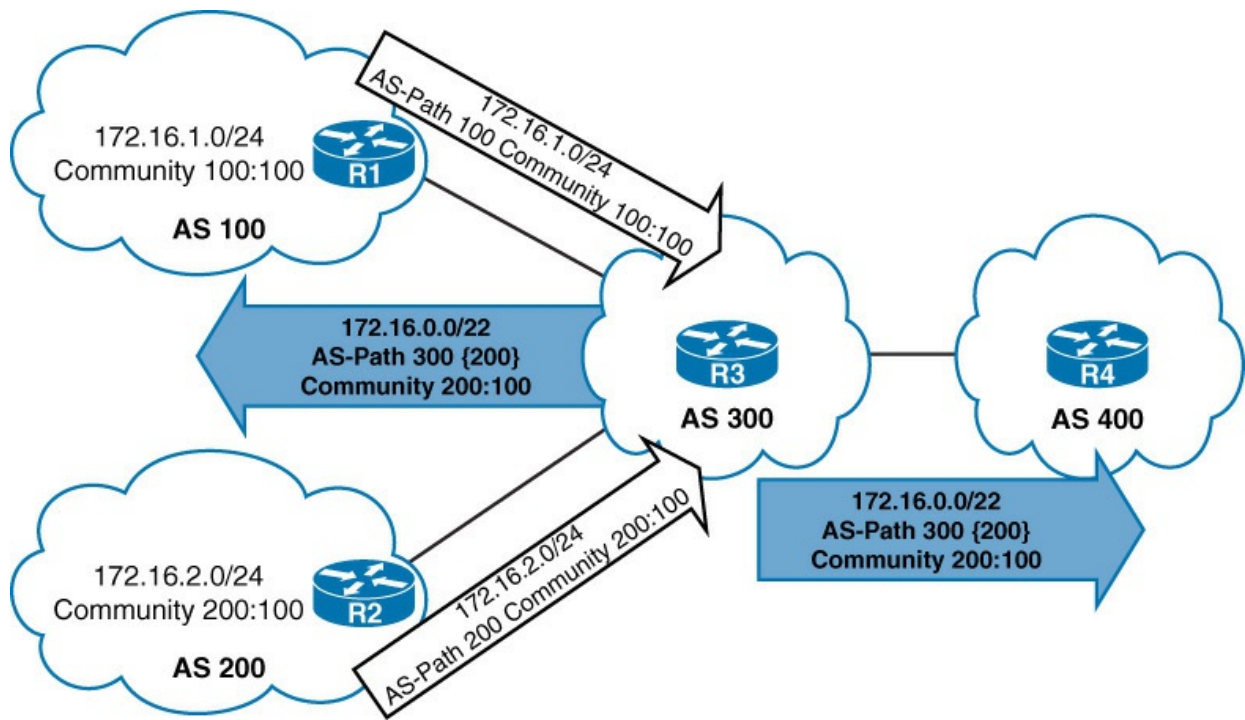 172.16.1.0/24
AS-Path 100 Community 100:100
172.16.1.0/24
Community 100:100
R1
AS 100
172.16.0.0/22
AS-Path 300 {200}
Community 200:100
R3
AS 300
R4
AS 400
172.16.2.0/24
AS-Path 200 Community 200:100
172.16.0.0/22
AS-Path 300 {200}
Community 200:100
172.16.2.0/24
Community 200:100
R2
AS 200